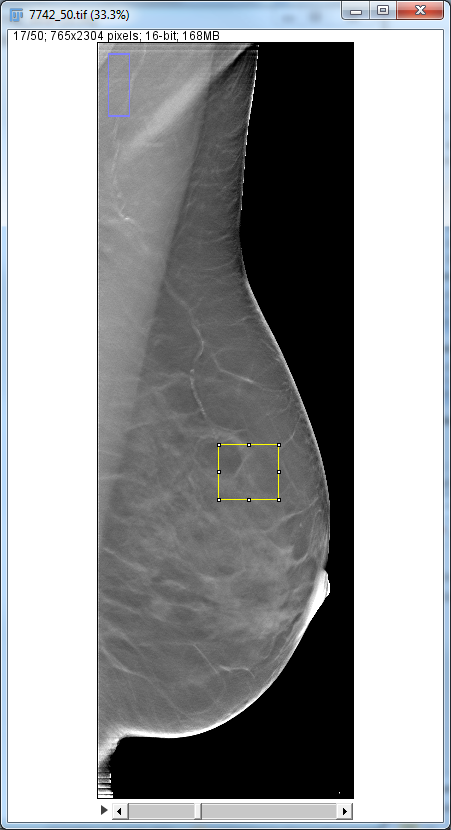 7742_50.tif (33.3%)
17/50; 765x2304 pixels; 16-bit; 168MB